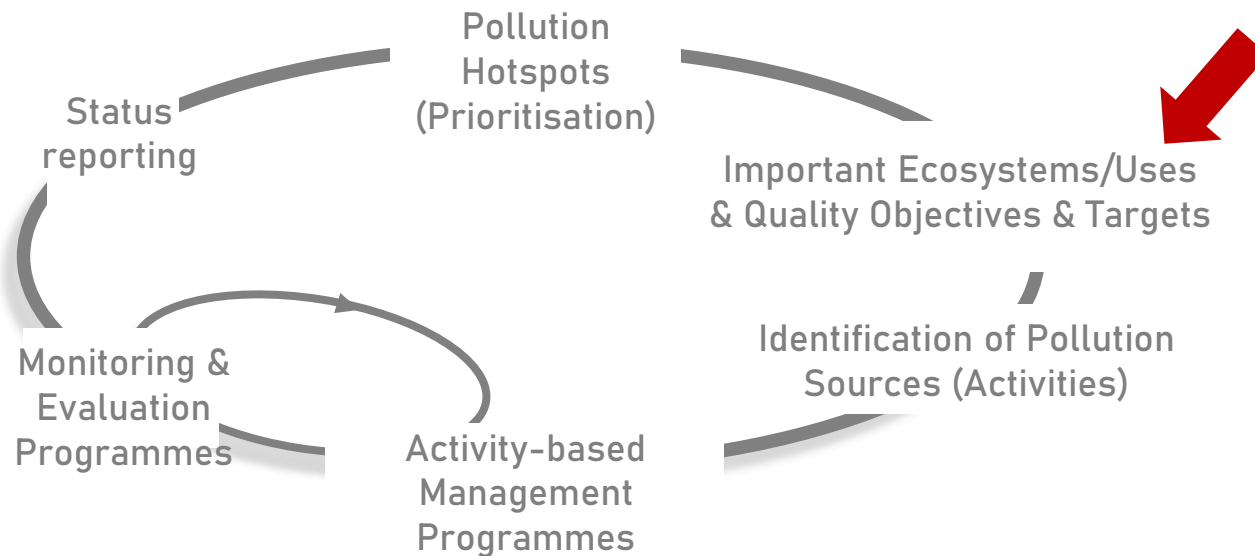 Pollution
Hotspots
(Prioritisation)
Status
reporting
Important Ecosystems/Uses
& Quality Objectives & Targets
Identification of Pollution
Sources (Activities)
Monitoring &
Evaluation
Programmes
Activity-based
Management
Programmes